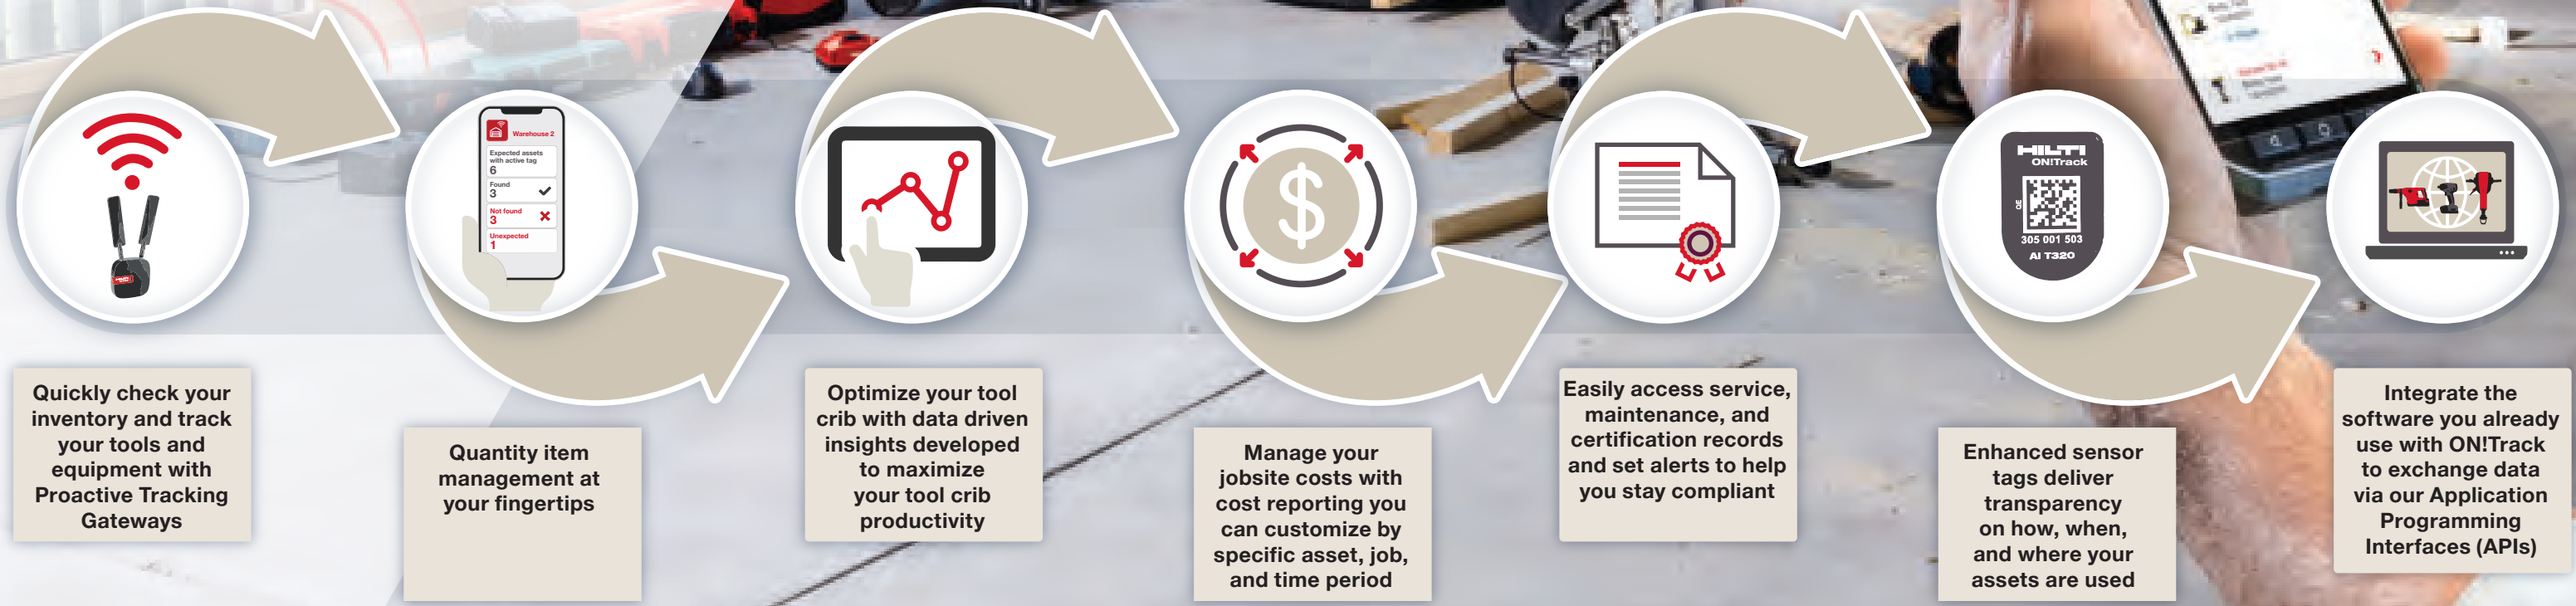 Quickly check your
inventory and track
your tools and
equipment with
Proactive Tracking
Gateways
Warehouse 2
Expected assets
with active tag
6
Found
3
Not found
3
Unexpected
1
Quantity item
management at
your fingertips
Optimize your tool
crib with data driven
insights developed
to maximize
your tool crib
productivity
Manage your
jobsite costs with
cost reporting you
can customize by
specific asset, job,
and time period
Easily access service,
maintenance, and
certification records
and set alerts to help
you stay compliant
HILTI
ON!Track
QE
305 001 503
AI T320
Enhanced sensor
tags deliver
transparency
on how, when,
and where your
assets are used
Integrate the
software you already
use with ON!Track
to exchange data
via our Application
Programming
Interfaces (APIs)